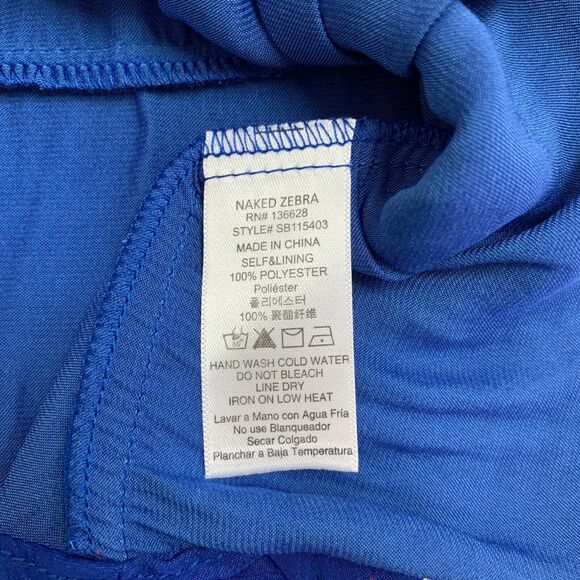 NAKED ZEBRA
RN# 136628
STYLE# SB115403
MADE IN CHINA
SELF&LINING
100% POLYESTER
Poliéster
폴리에스터
100% 聚酯纤维
HAND WASH COLD WATER
DO NOT BLEACH
LINE DRY
IRON ON LOW HEAT
Lavar a Mano con Agua Fría
No use Blanqueador
Secar Colgado
Planchar a Baja Temperatura